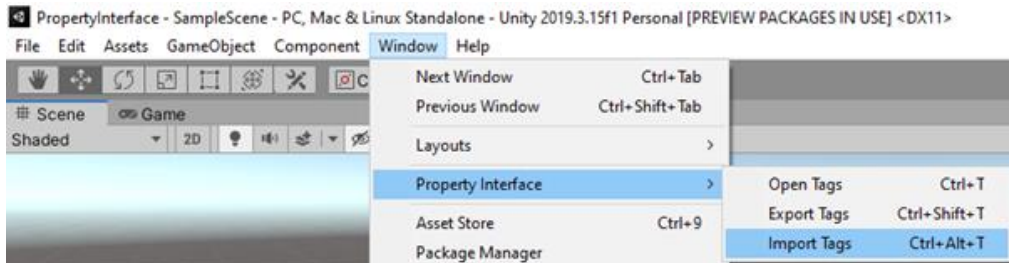 PropertyInterface - SampleScene - PC, Mac & Linux Standalone - Unity 2019.3.15f1 Personal [PREVIEW PACKAGES IN USE] <DX11>
File Edit Assets GameObject Component Window Help
C
Next Window Ctrl+Tab
Scene Game
Previous Window Ctrl+Shift+Tab
Shaded 2D
Layouts >
Property Interface >
Open Tags Ctrl+T
Export Tags Ctrl+Shift+T
Import Tags Ctrl+Alt+T
Asset Store Ctrl+9
Package Manager